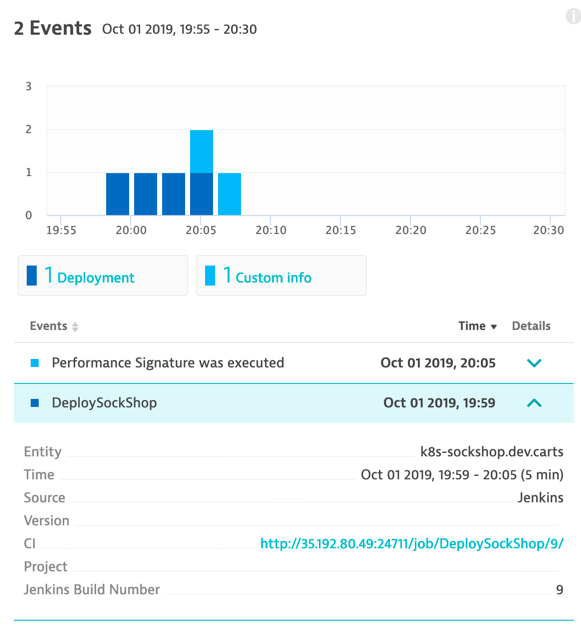 2 Events Oct 01 2019, 19:55 - 20:30
i
3
2
1
0
19:55 20:00 20:05 20:10 20:15 20:20 20:25 20:30
1 Deployment 1 Custom info
Events Time ▼ Details
Performance Signature was executed Oct 01 2019, 20:05
DeploySockShop Oct 01 2019, 19:59
Entity k8s-sockshop.dev.carts
Time Oct 01 2019, 19:59 - 20:05 (5 min)
Source Jenkins
Version
CI http://35.192.80.49:24711/job/DeploySockShop/9/
Project
Jenkins Build Number 9